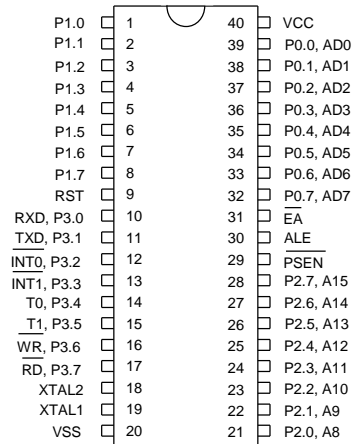 P1.0 1 40 VCC
P1.1 2 39 P0.0, AD0
P1.2 3 38 P0.1, AD1
P1.3 4 37 P0.2, AD2
P1.4 5 36 P0.3, AD3
P1.5 6 35 P0.4, AD4
P1.6 7 34 P0.5, AD5
P1.7 8 33 P0.6, AD6
RST 9 32 P0.7, AD7
RXD, P3.0 10 31 EA
TXD, P3.1 11 30 ALE
INT0, P3.2 12 29 PSEN
INT1, P3.3 13 28 P2.7, A15
T0, P3.4 14 27 P2.6, A14
T1, P3.5 15 26 P2.5, A13
WR, P3.6 16 25 P2.4, A12
RD, P3.7 17 24 P2.3, A11
XTAL2 18 23 P2.2, A10
XTAL1 19 22 P2.1, A9
VSS 20 21 P2.0, A8